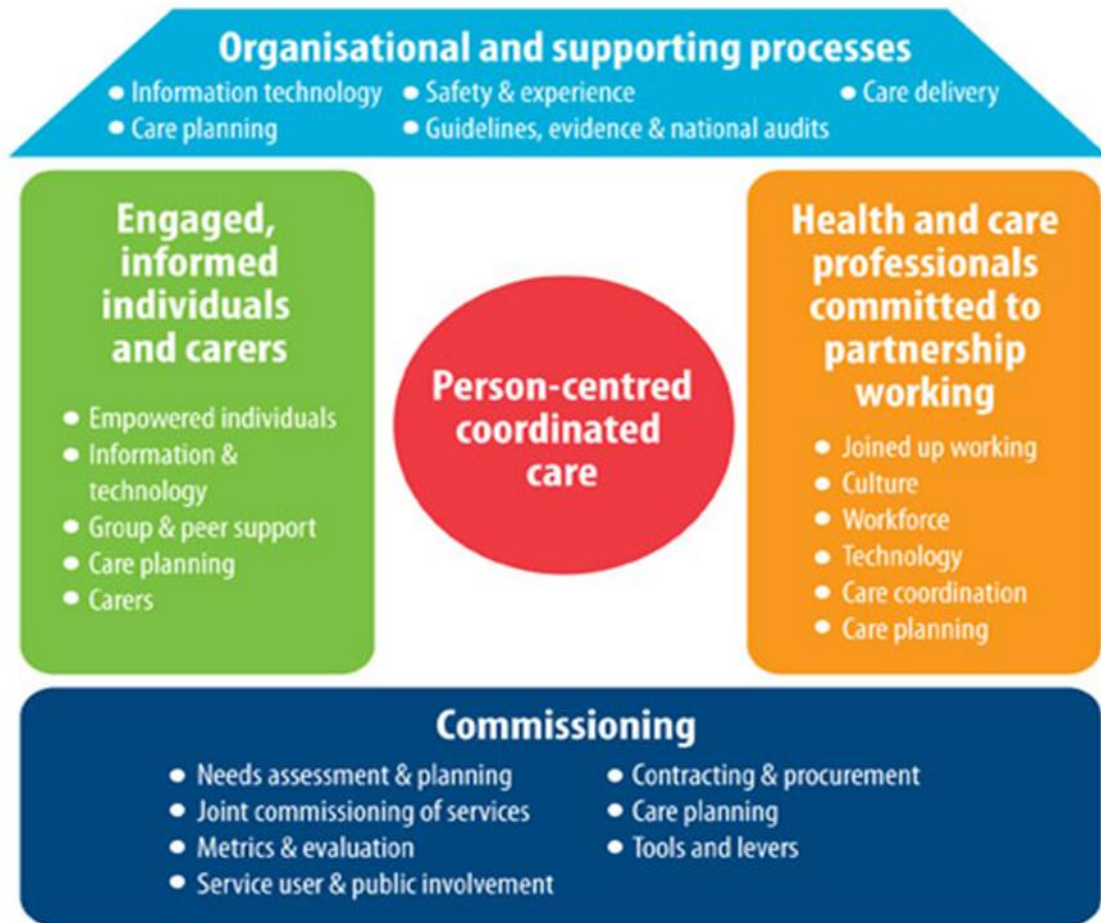 Organisational and supporting processes
• Information technology • Safety & experience • Care delivery
• Care planning • Guidelines, evidence & national audits
Engaged,
informed
individuals
and carers
• Empowered individuals
• Information &
technology
• Group & peer support
• Care planning
• Carers
Person-centred
coordinated
care
Health and care
professionals
committed to
partnership
working
• Joined up working
• Culture
• Workforce
• Technology
• Care coordination
• Care planning
Commissioning
• Needs assessment & planning
• Joint commissioning of services
• Metrics & evaluation
• Service user & public involvement
• Contracting & procurement
• Care planning
• Tools and levers